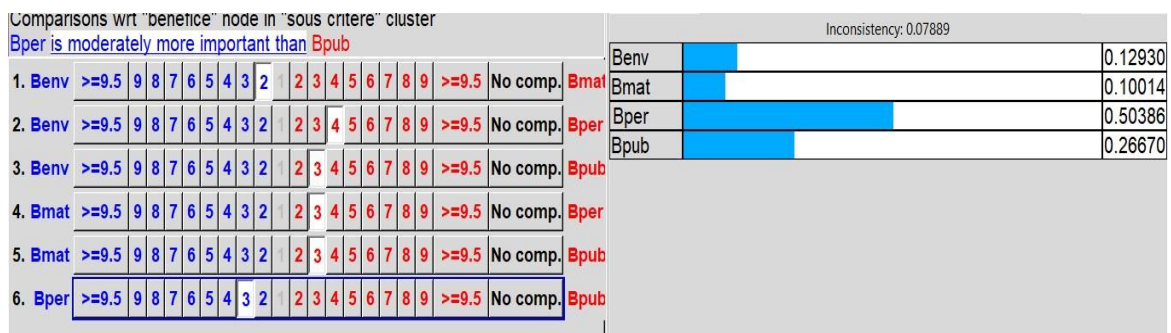 Comparisons wrt "benefice" node in "sous critere" cluster
Bper is moderately more important than Bpub
1. Benv >=9.5 9 8 7 6 5 4 3 2 1 2 3 4 5 6 7 8 9 >=9.5 No comp. Bmat
2. Benv >=9.5 9 8 7 6 5 4 3 2 1 2 3 4 5 6 7 8 9 >=9.5 No comp. Bper
3. Benv >=9.5 9 8 7 6 5 4 3 2 1 2 3 4 5 6 7 8 9 >=9.5 No comp. Bpub
4. Bmat >=9.5 9 8 7 6 5 4 3 2 1 2 3 4 5 6 7 8 9 >=9.5 No comp. Bper
5. Bmat >=9.5 9 8 7 6 5 4 3 2 1 2 3 4 5 6 7 8 9 >=9.5 No comp. Bpub
6. Bper >=9.5 9 8 7 6 5 4 3 2 1 2 3 4 5 6 7 8 9 >=9.5 No comp. Bpub
Inconsistency: 0.07889
Benv 0.12930
Bmat 0.10014
Bper 0.50386
Bpub 0.26670